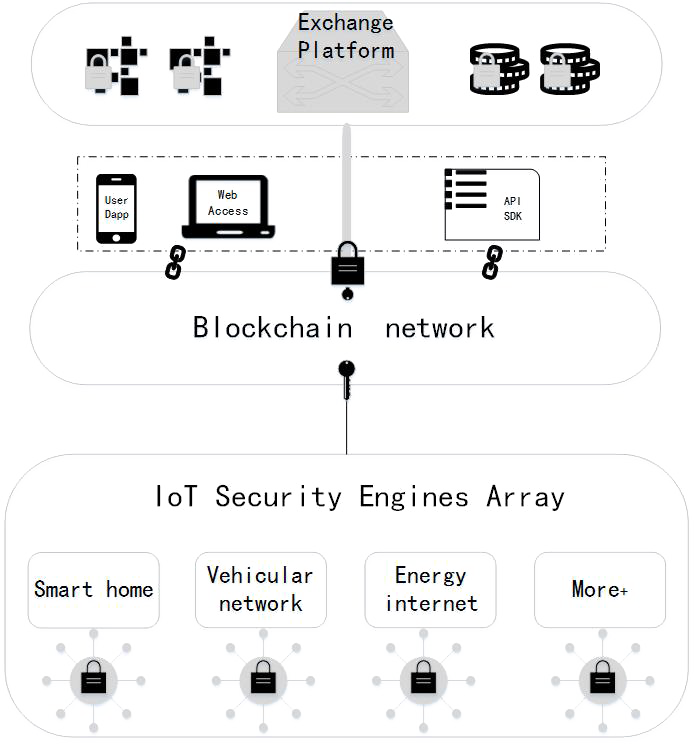 Exchange
Platform
User
Dapp
Web
Access
API
SDK
Blockchain network
IoT Security Engines Array
Smart home
Vehicular
network
Energy
internet
More+